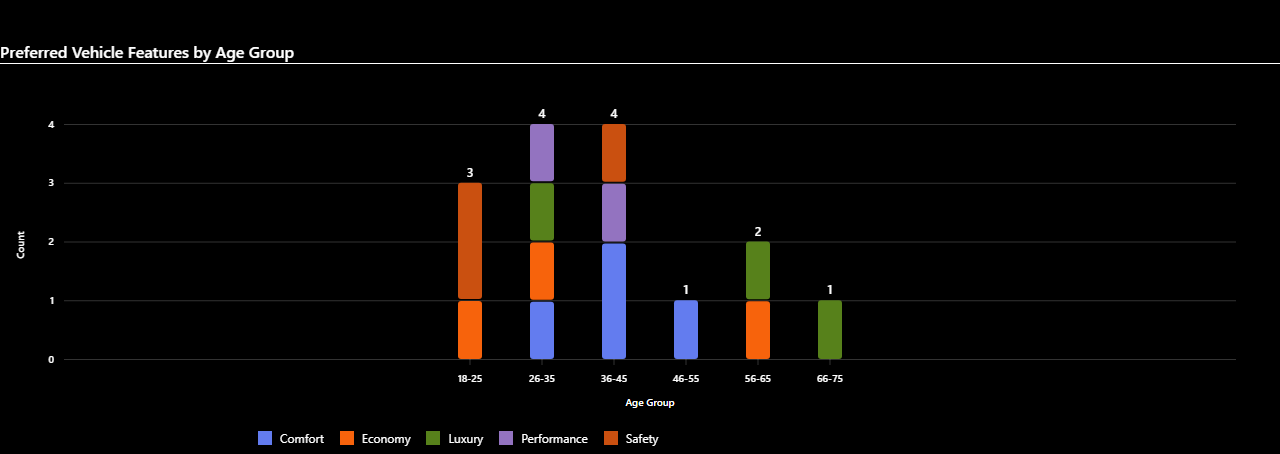 Preferred Vehicle Features by Age Group
4 4
4
3
3
2
2
1 1
1
0
Count
18-25 26-35 36-45 46-55 56-65 66-75
Age Group
Comfort Economy Luxury Performance Safety